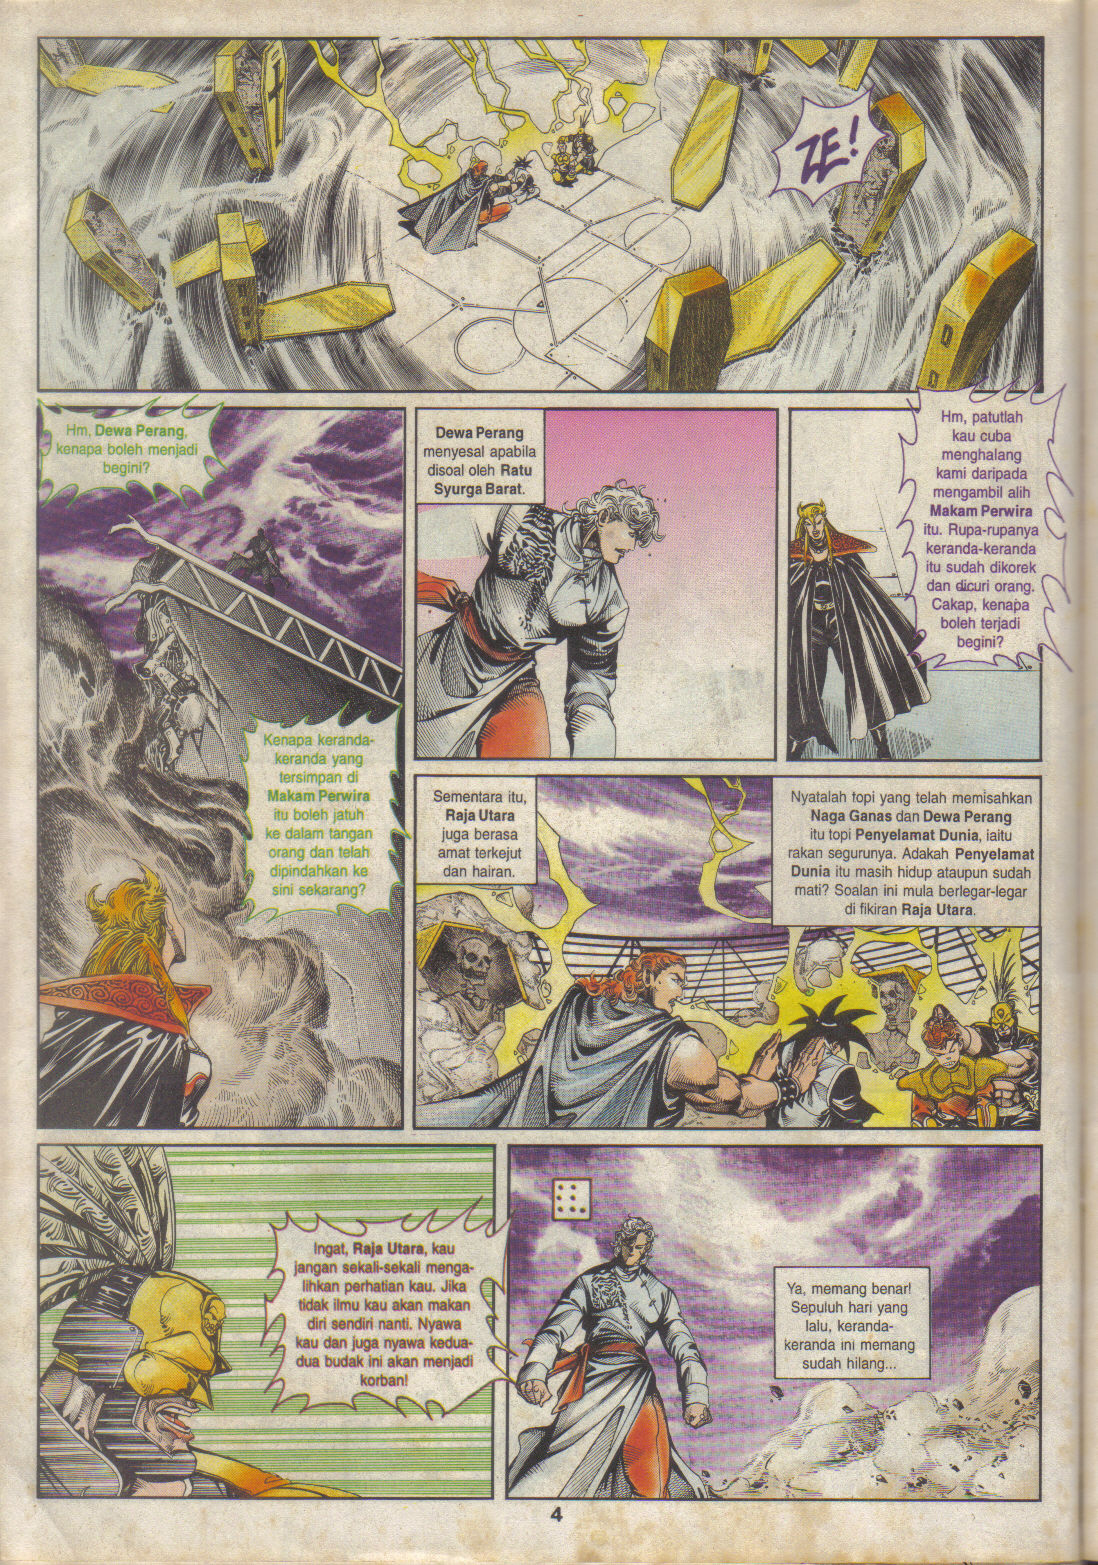 ZE!
Hm, Dewa Perang,
kenapa boleh menjadi
begini?
Kenapa keranda-
keranda yang
tersimpan di
Makam Perwira
itu boleh jatuh
ke dalam tangan
orang dan telah
dipindahkan ke
sini sekarang?
Dewa Perang
menyesal apabila
disoal oleh Ratu
Syurga Barat.
Hm, patutlah
kau cuba
menghalang
kami daripada
mengambil alih
Makam Perwira
itu. Rupa-rupanya
keranda-keranda
itu sudah dikorek
dan dicuri orang.
Cakap, kenapa
boleh terjadi
begini?
Sementara itu,
Raja Utara
juga berasa
amat terkejut
dan hairan.
Nyatalah topi yang telah memisahkan
Naga Ganas dan Dewa Perang
itu topi Penyelamat Dunia, iaitu
rakan segurunya. Adakah Penyelamat
Dunia itu masih hidup ataupun sudah
mati? Soalan ini mula berlegar-legar
di fikiran Raja Utara.
Ingat, Raja Utara, kau
jangan sekali-sekali menga-
lihkan perhatian kau. Jika
tidak ilmu kau akan makan
diri sendiri nanti. Nyawa
kau dan juga nyawa kedua-
dua budak ini akan menjadi
korban!
Ya, memang benar!
Sepuluh hari yang
lalu, keranda-
keranda ini memang
sudah hilang...
4